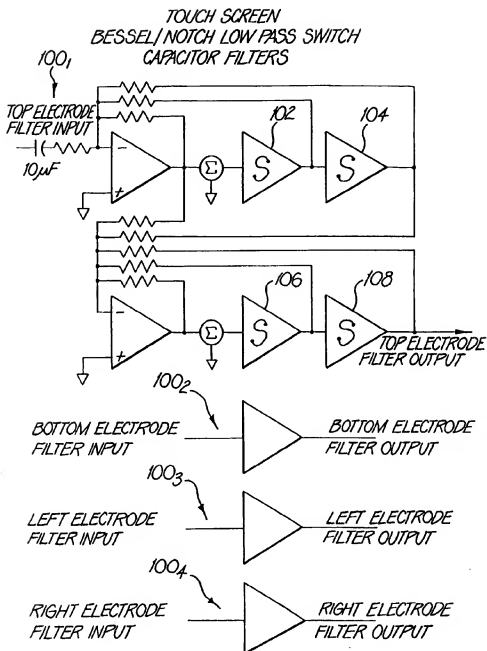 TOUCH SCREEN
BESSEL/NOTCH LOW PASS SWITCH
CAPACITOR FILTERS
100₁
TOP ELECTRODE
FILTER INPUT
10µF
-
+
Σ
102
S
104
S
-
+
Σ
106
S
108
S
TOP ELECTRODE
FILTER OUTPUT
100₂
BOTTOM ELECTRODE
FILTER INPUT
BOTTOM ELECTRODE
FILTER OUTPUT
100₃
LEFT ELECTRODE
FILTER INPUT
LEFT ELECTRODE
FILTER OUTPUT
100₄
RIGHT ELECTRODE
FILTER INPUT
RIGHT ELECTRODE
FILTER OUTPUT